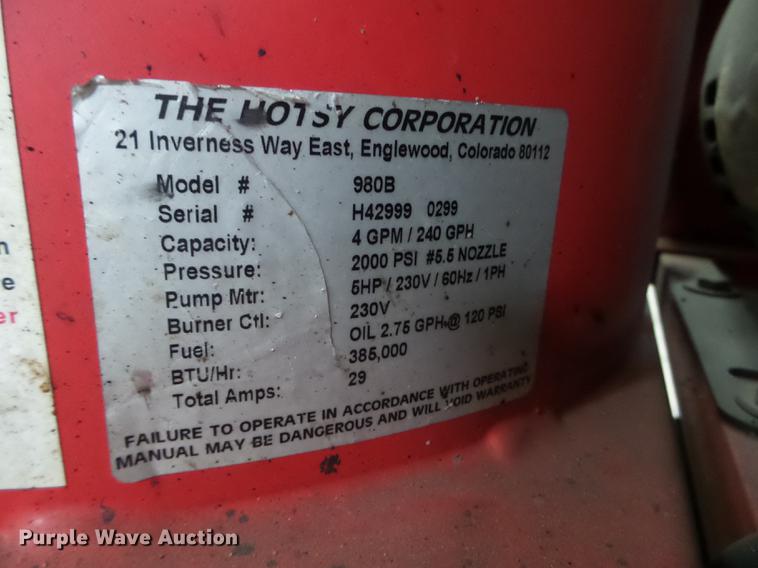 THE HOTSY CORPORATION
21 Inverness Way East, Englewood, Colorado 80112
Model # 980B
Serial # H42999 0299
Capacity: 4 GPM / 240 GPH
Pressure: 2000 PSI #5.5 NOZZLE
Pump Mtr: 5HP / 230V / 60Hz / 1PH
Burner Ctl: 230V
Fuel: OIL 2.75 GPH @ 120 PSI
BTU/Hr: 385,000
Total Amps: 29
FAILURE TO OPERATE IN ACCORDANCE WITH OPERATING
MANUAL MAY BE DANGEROUS AND WILL VOID WARRANTY
Purple Wave Auction